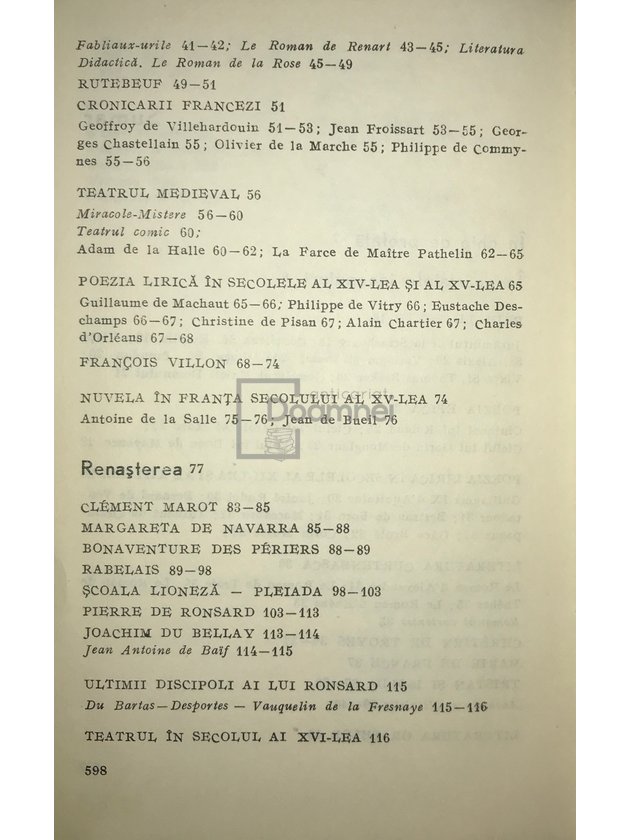 Fabliaux-urile 41—42; Le Roman de Renart 43—45; Literatura
Didactică. Le Roman de la Rose 45—49
RUTEBEUF 49—51
CRONICARII FRANCEZI 51
Geoffroy de Villehardouin 51—53; Jean Froissart 53—55; Geor-
ges Chastellain 55; Olivier de la Marche 55; Philippe de Commy-
nes 55—56
TEATRUL MEDIEVAL 56
Miracole-Mistere 56—60
Teatrul comic 60;
Adam de la Halle 60—62; La Farce de Maître Pathelin 62—65
POEZIA LIRICĂ ÎN SECOLELE AL XIV-LEA ȘI AL XV-LEA 65
Guillaume de Machaut 65—66; Philippe de Vitry 66; Eustache Des-
champs 66—67; Christine de Pisan 67; Alain Chartier 67; Charles
d'Orléans 67—68
FRANÇOIS VILLON 68—74
NUVELA ÎN FRANȚA SECOLULUI AL XV-LEA 74
Antoine de la Salle 75—76; Jean de Bueil 76
anticariat
Doamnei
Renașterea 77
CLÉMENT MAROT 83—85
MARGARETA DE NAVARRA 85—88
BONAVENTURE DES PÉRIERS 88—89
RABELAIS 89—98
ȘCOALA LIONEZĂ — PLEIADA 98—103
PIERRE DE RONSARD 103—113
JOACHIM DU BELLAY 113—114
Jean Antoine de Baïf 114—115
ULTIMII DISCIPOLI AI LUI RONSARD 115
Du Bartas—Desportes — Vauquelin de la Fresnaye 115—116
TEATRUL ÎN SECOLUL AI XVI-LEA 116
598